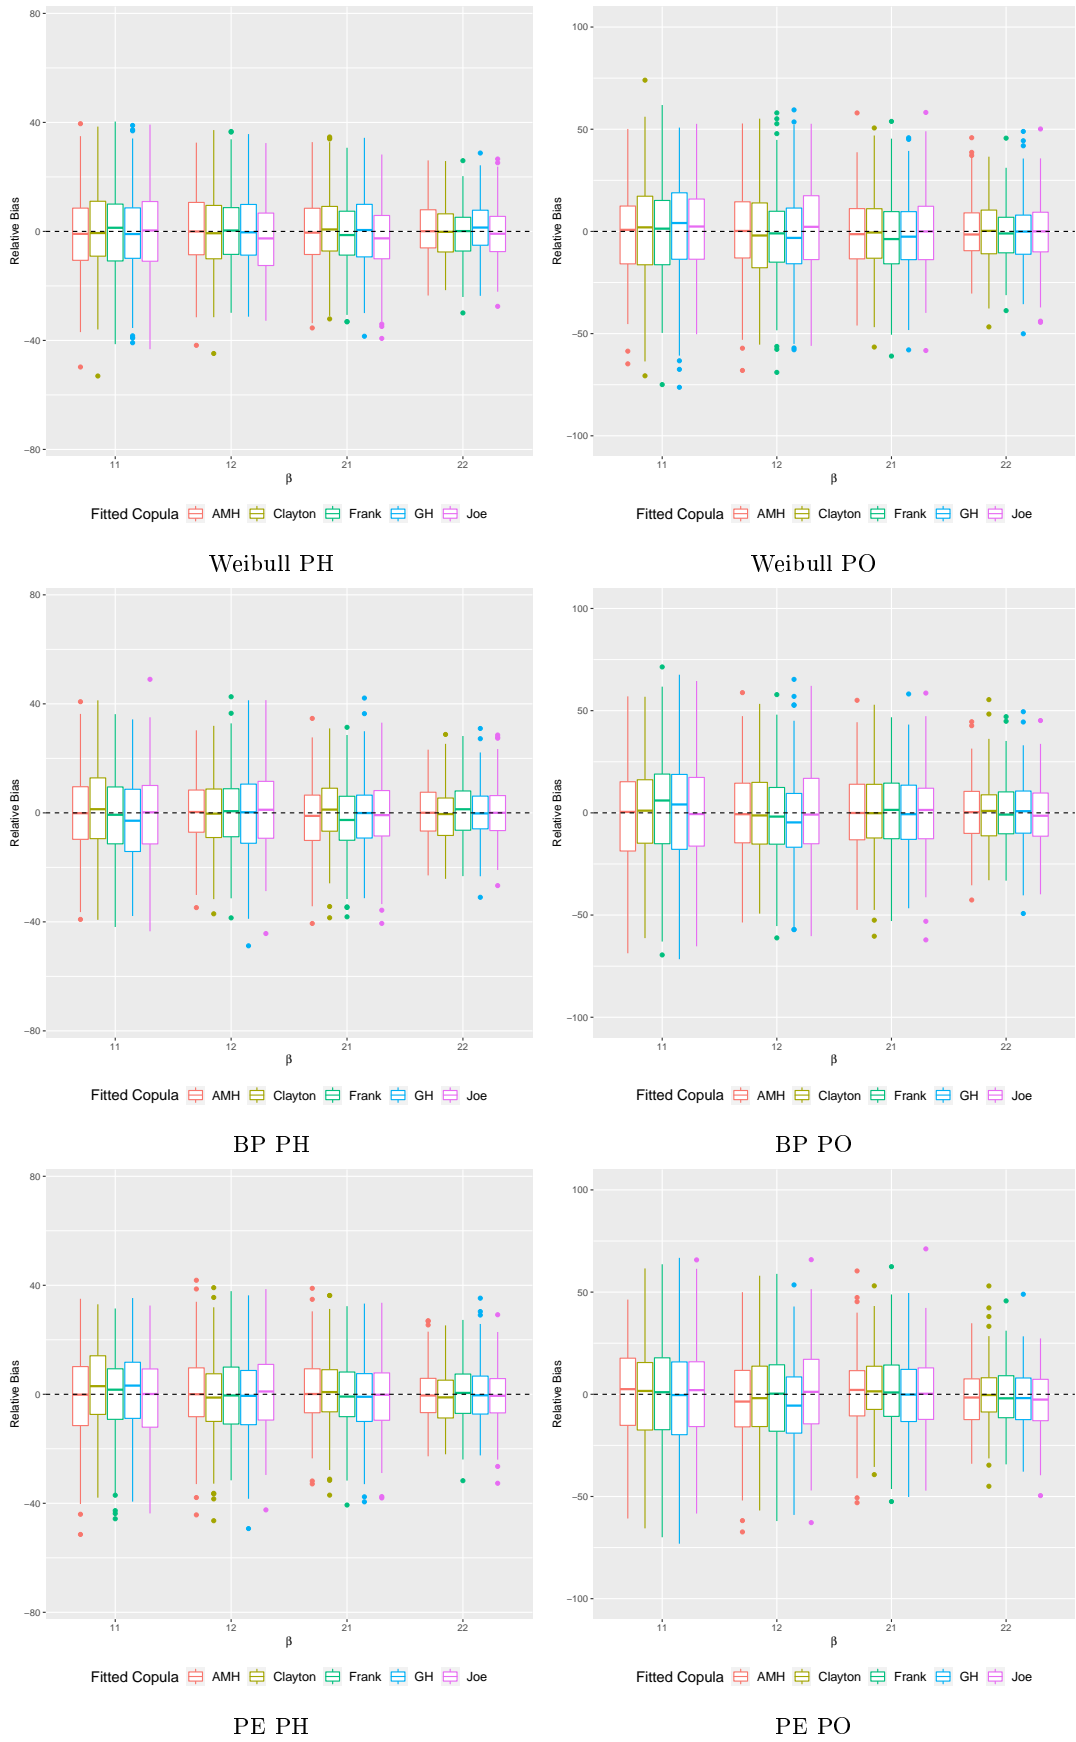 80
40
0
−40
−80
Relative Bias
11 12 21 22
β
Fitted Copula AMH Clayton Frank GH Joe
Weibull PH
100
50
0
−50
−100
Relative Bias
11 12 21 22
β
Fitted Copula AMH Clayton Frank GH Joe
Weibull PO
80
40
0
−40
−80
Relative Bias
11 12 21 22
β
Fitted Copula AMH Clayton Frank GH Joe
BP PH
100
50
0
−50
−100
Relative Bias
11 12 21 22
β
Fitted Copula AMH Clayton Frank GH Joe
BP PO
80
40
0
−40
−80
Relative Bias
11 12 21 22
β
Fitted Copula AMH Clayton Frank GH Joe
PE PH
100
50
0
−50
−100
Relative Bias
11 12 21 22
β
Fitted Copula AMH Clayton Frank GH Joe
PE PO